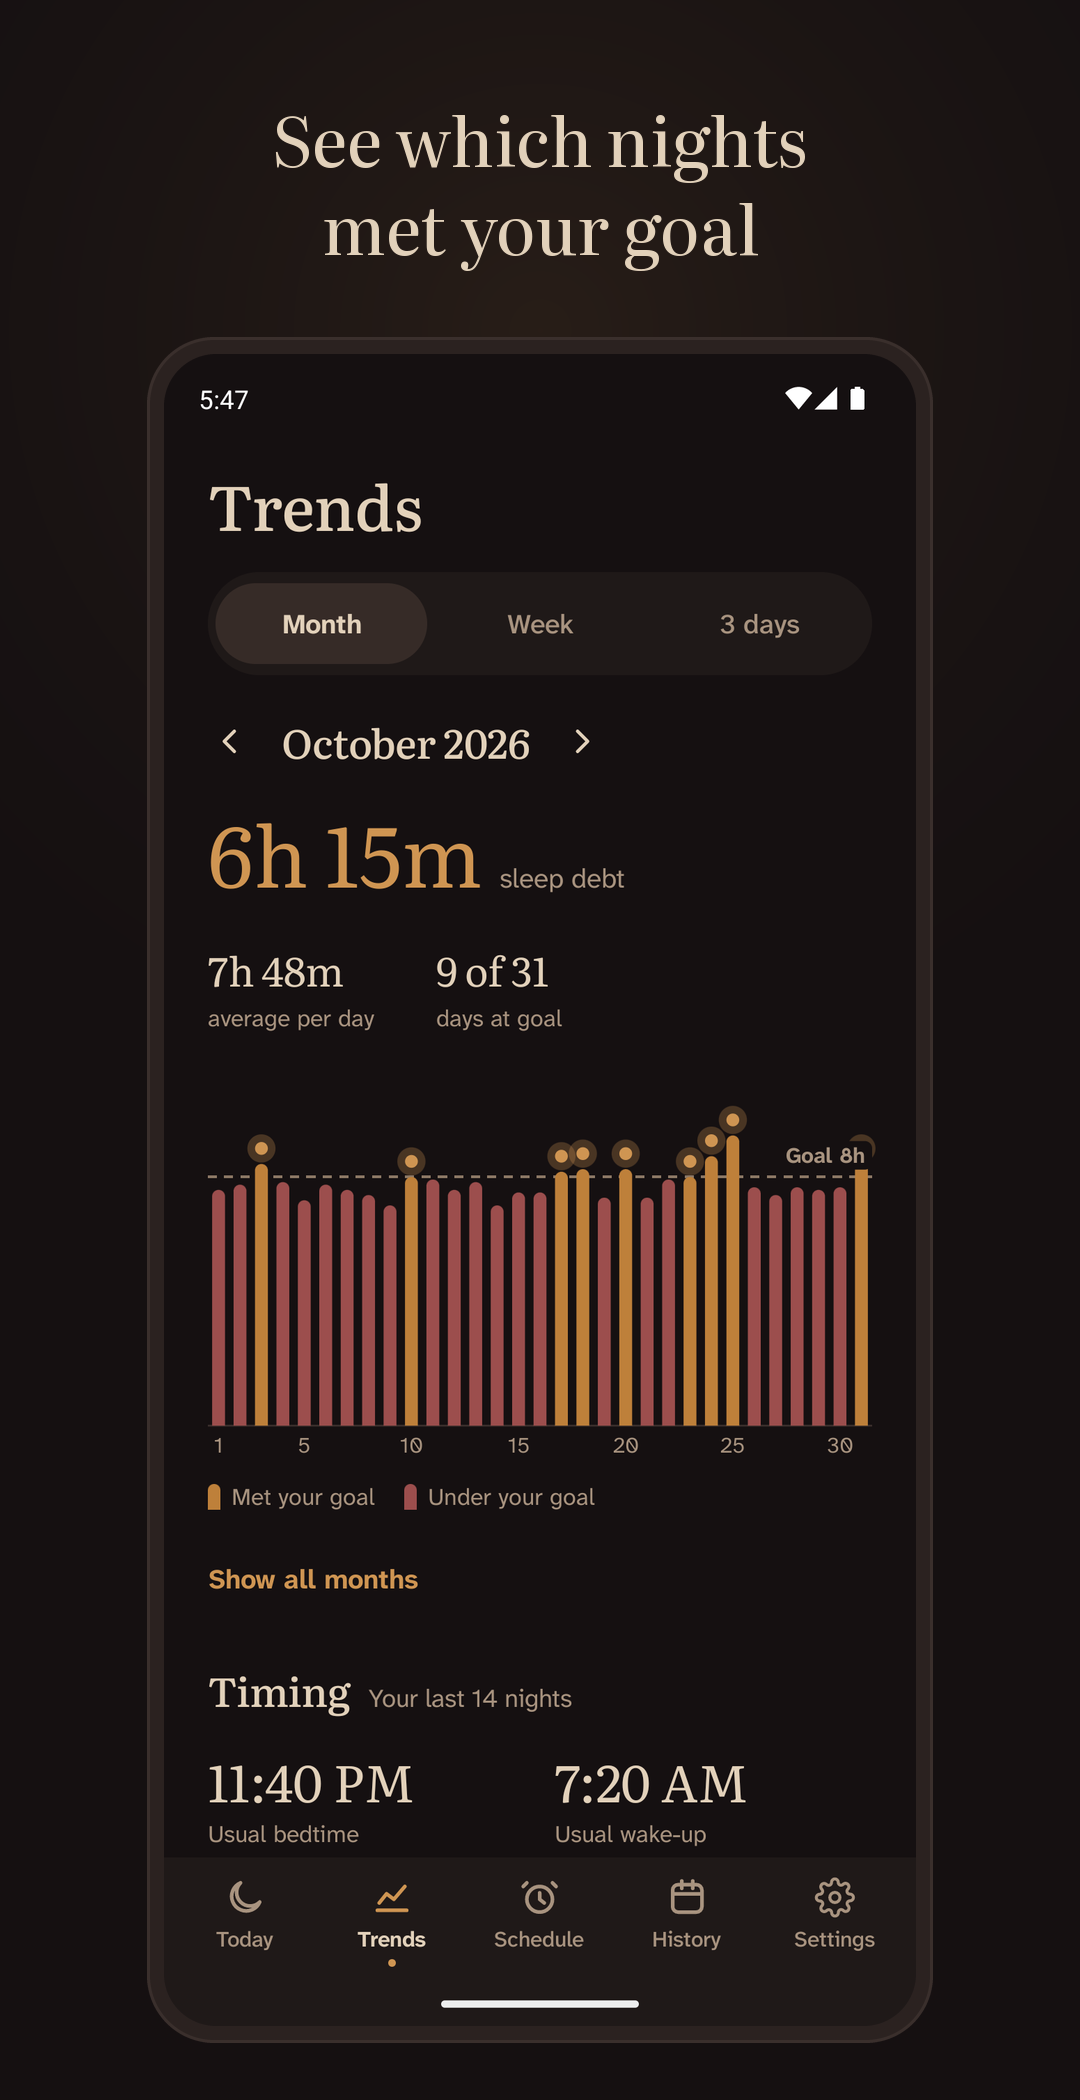 See which nights
met your goal
5:47
Trends
Month Week 3 days
October 2026
6h 15m sleep debt
7h 48m 9 of 31
average per day days at goal
Goal 8h
1 5 10 15 20 25 30
Met your goal Under your goal
Show all months
Timing Your last 14 nights
11:40 PM 7:20 AM
Usual bedtime Usual wake-up
Today Trends Schedule History Settings